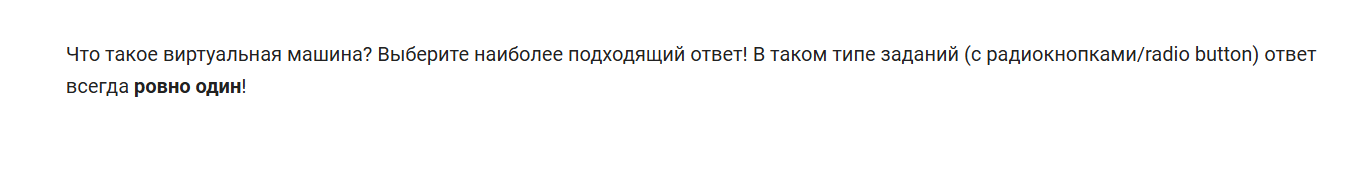 Что такое виртуальная машина? Выберите наиболее подходящий ответ! В таком типе заданий (с радиокнопками/radio button) ответ
всегда ровно один!